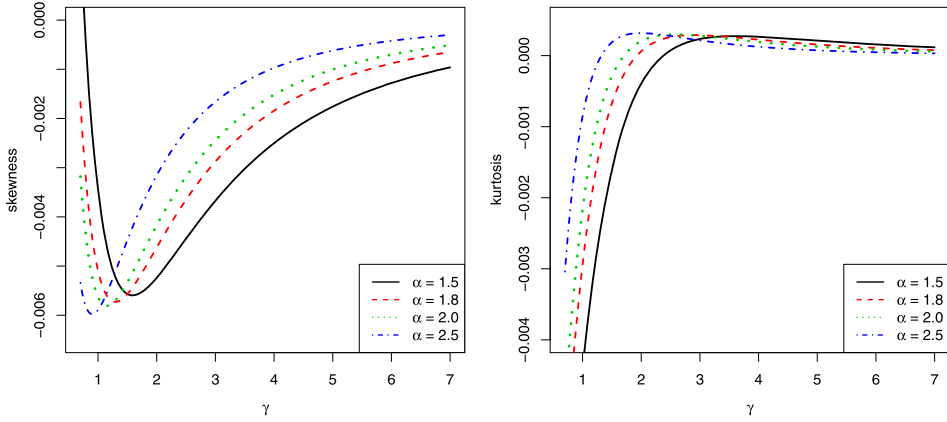 skewness
0.000
−0.002
−0.004
−0.006
1 2 3 4 5 6 7
γ
α = 1.5
α = 1.8
α = 2.0
α = 2.5
kurtosis
0.000
−0.001
−0.002
−0.003
−0.004
1 2 3 4 5 6 7
γ
α = 1.5
α = 1.8
α = 2.0
α = 2.5